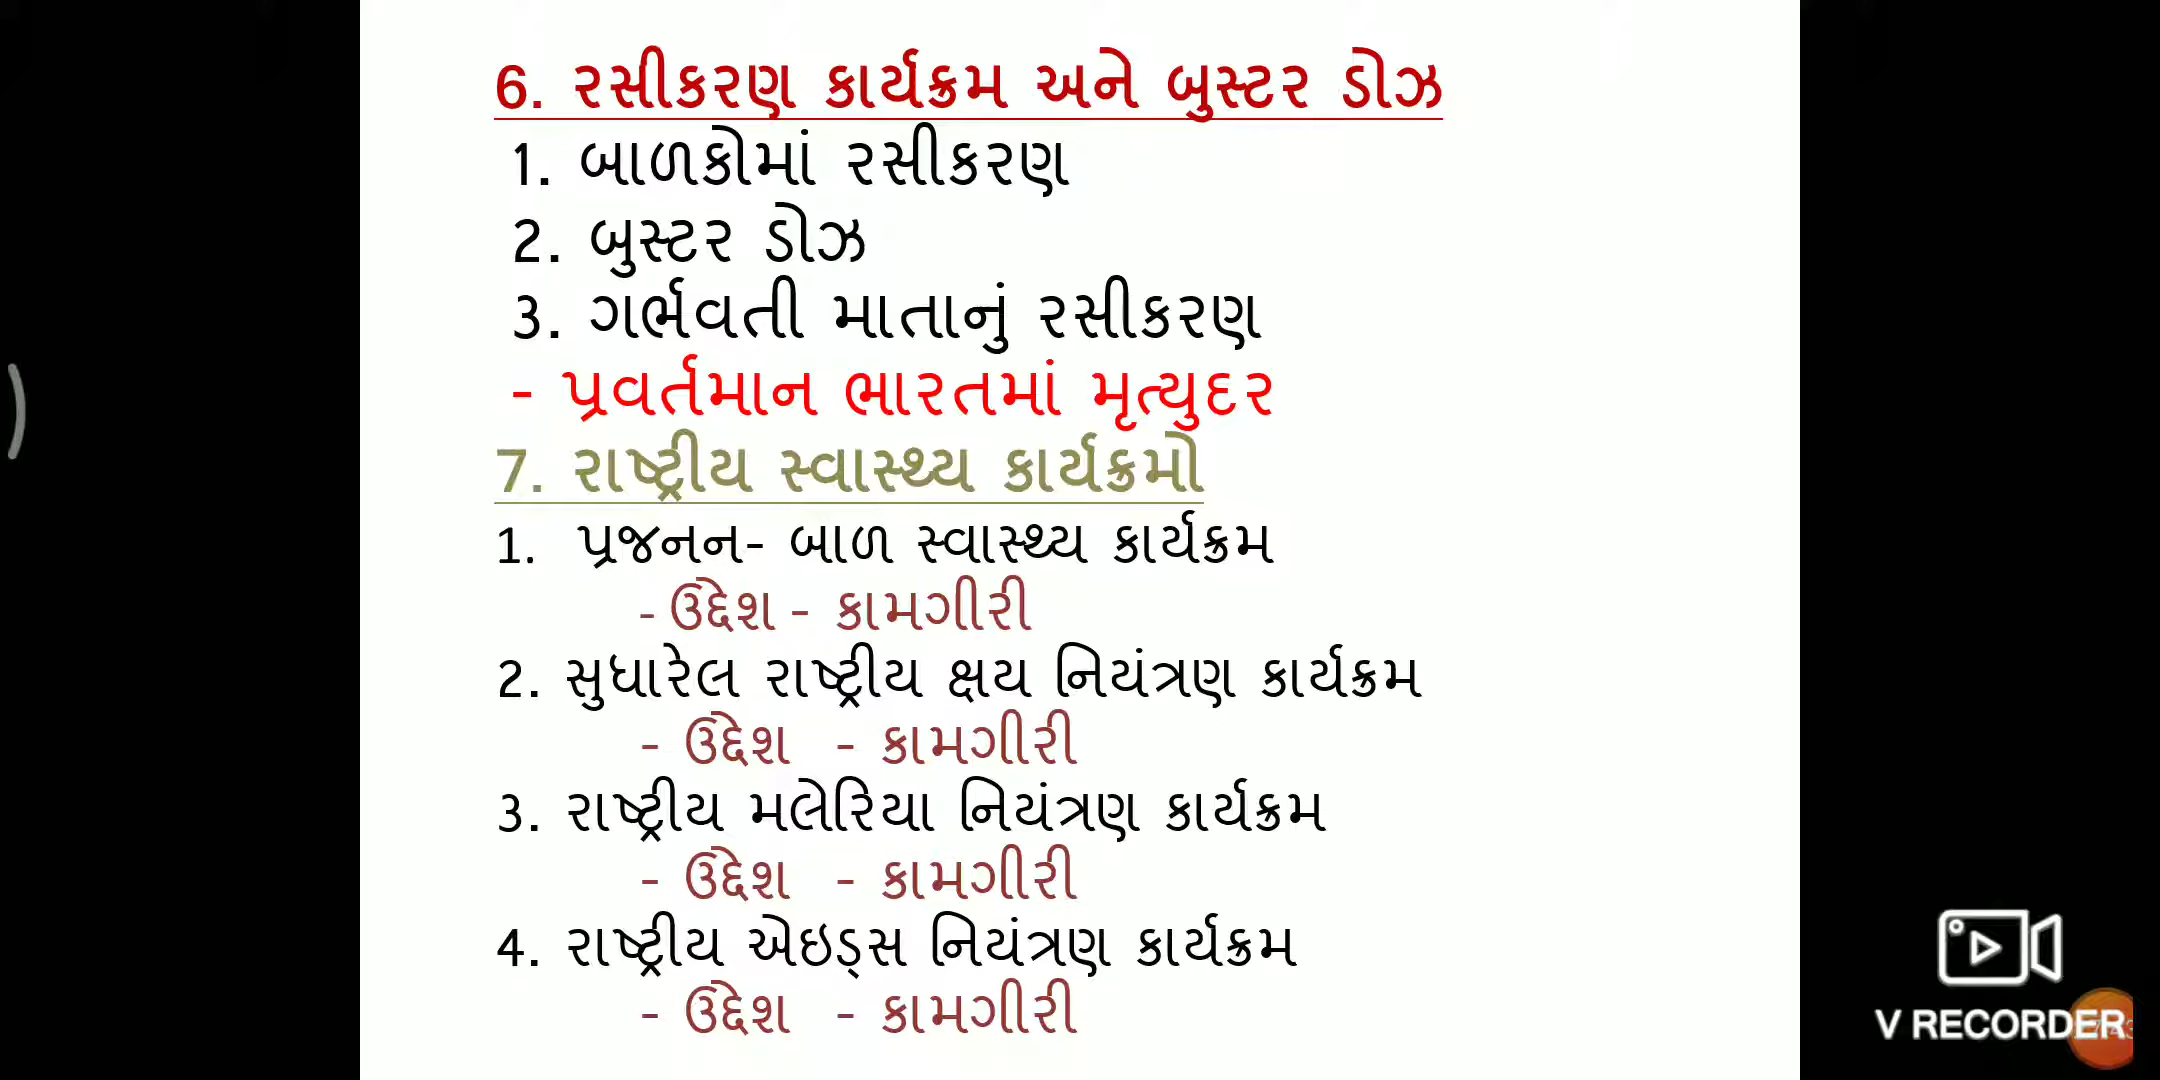 6. રસીકરણ કાર્યક્રમ અને બુસ્ટર ડોઝ
1. બાળકોમાં રસીકરણ
2. બુસ્ટર ડોઝ
3. ગર્ભવતી માતાનું રસીકરણ
- પ્રવર્તમાન ભારતમાં મૃત્યુદર
7. રાષ્ટ્રીય સ્વાસ્થ્ય કાર્યક્રમો
1. પ્રજનન- બાળ સ્વાસ્થ્ય કાર્યક્રમ
- ઉદ્દેશ - કામગીરી
2. સુધારેલ રાષ્ટ્રીય ક્ષય નિયંત્રણ કાર્યક્રમ
- ઉદ્દેશ - કામગીરી
3. રાષ્ટ્રીય મલેરિયા નિયંત્રણ કાર્યક્રમ
- ઉદ્દેશ - કામગીરી
4. રાષ્ટ્રીય એઇડ્સ નિયંત્રણ કાર્યક્રમ
- ઉદ્દેશ - કામગીરી
V RECORDER